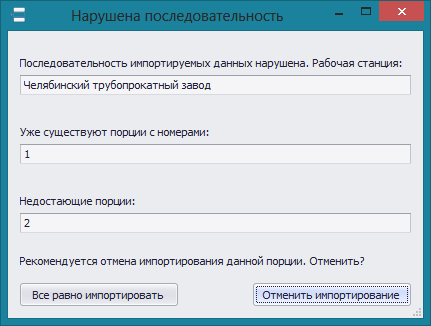 Нарушена последовательность
Последовательность импортируемых данных нарушена. Рабочая станция:
Челябинский трубопрокатный завод
Уже существуют порции с номерами:
1
Недостающие порции:
2
Рекомендуется отмена импортирования данной порции. Отменить?
Все равно импортировать
Отменить импортирование